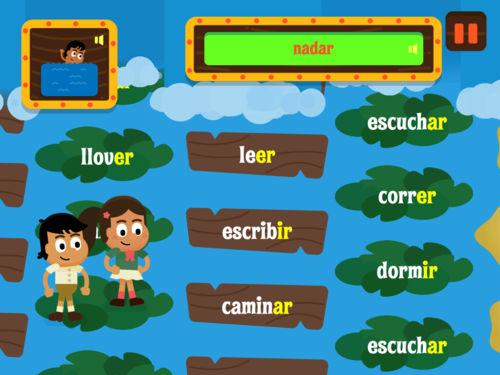 nadar
llover
leer
escribir
caminar
escuchar
correr
dormir
escuchar